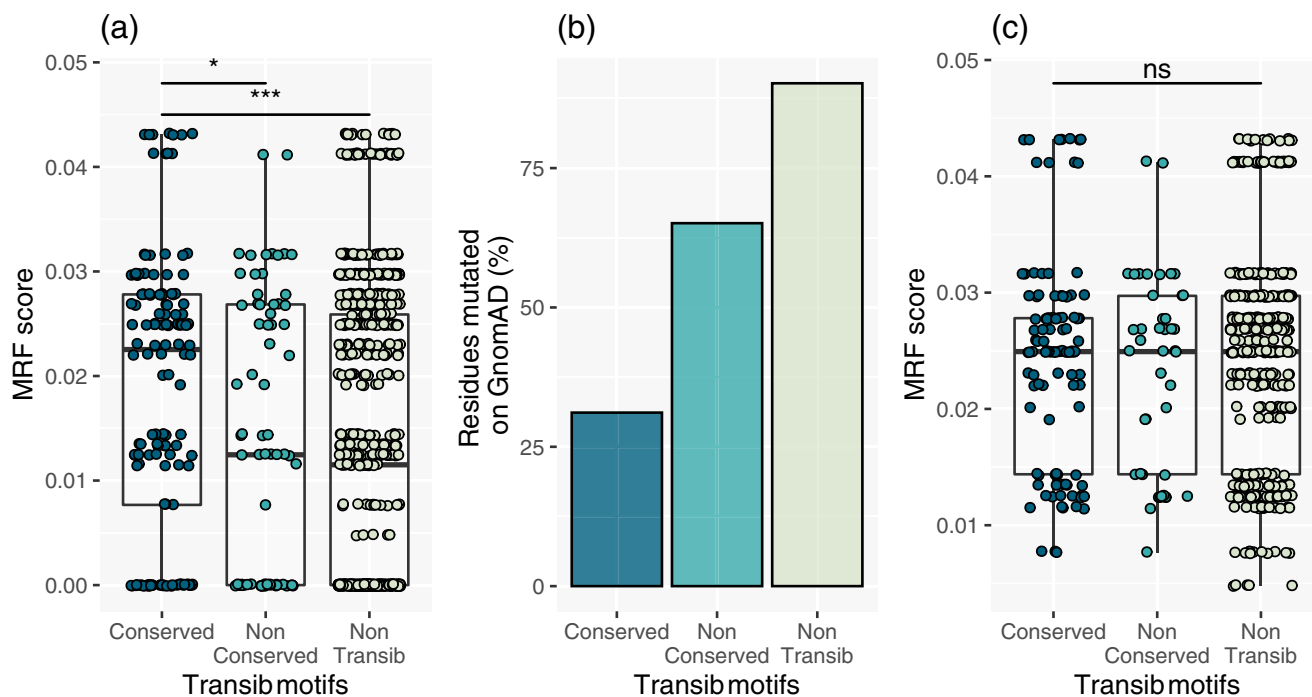 (a)
0.05
0.04
0.03
0.02
0.01
0.00
MRF score
*
***
Conserved
Non
Conserved
Non
Transib
Transib motifs
(b)
75
50
25
0
Residues mutated
on GnomAD (%)
Conserved
Non
Conserved
Non
Transib
Transib motifs
(c)
0.05
0.04
0.03
0.02
0.01
MRF score
ns
Conserved
Non
Conserved
Non
Transib
Transib motifs